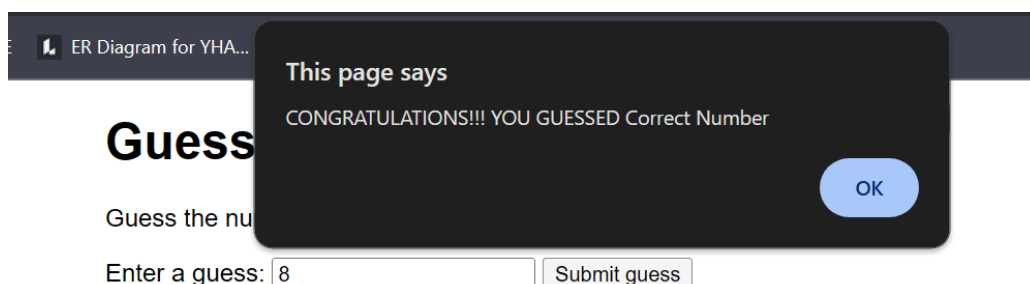 ER Diagram for YHA...
This page says
CONGRATULATIONS!!! YOU GUESSED Correct Number
OK
Guess
Guess the nu
Enter a guess: 8 Submit guess